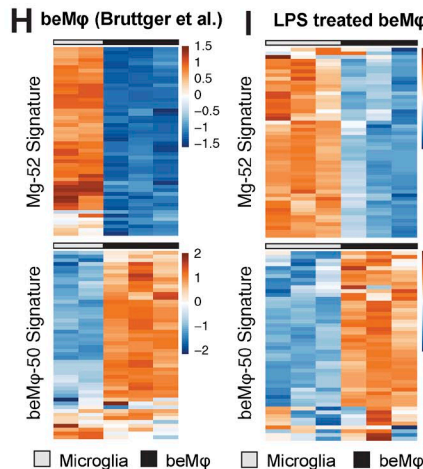 H beMφ (Bruttger et al.)
Mg-52 Signature
1.5
1
0.5
0
−0.5
−1
−1.5
beMφ-50 Signature
2
1
0
−1
−2
Microglia beMφ
I LPS treated beMφ
Mg-52 Signature
beMφ-50 Signature
Microglia beMφ